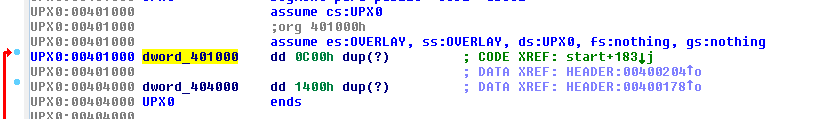 UPX0:00401000 assume cs:UPX0
UPX0:00401000 ;org 401000h
UPX0:00401000 assume es:OVERLAY, ss:OVERLAY, ds:UPX0, fs:nothing, gs:nothing
UPX0:00401000 dword_401000 dd 0C00h dup(?) ; CODE XREF: start+183↓j
UPX0:00401000 ; DATA XREF: HEADER:00400204↑o
UPX0:00404000 dword_404000 dd 1400h dup(?) ; DATA XREF: HEADER:00400178↑o
UPX0:00404000 UPX0 ends
UPX0:00404000